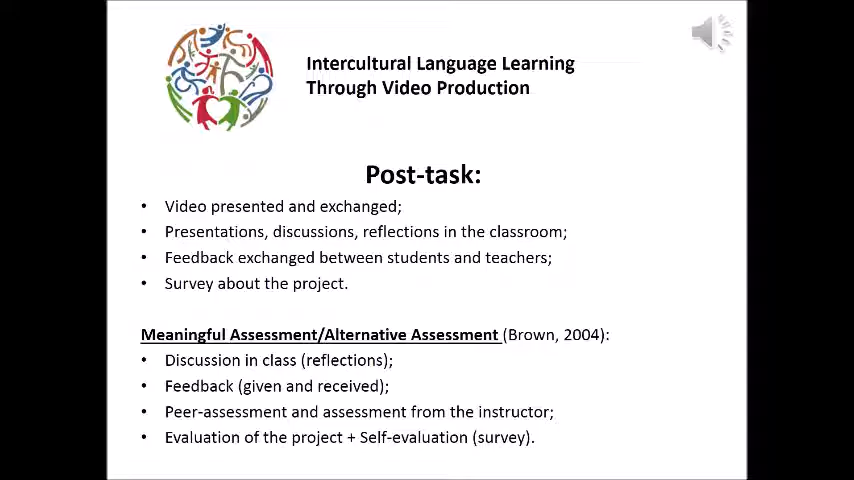 Intercultural Language Learning
Through Video Production
Post-task:
• Video presented and exchanged;
• Presentations, discussions, reflections in the classroom;
• Feedback exchanged between students and teachers;
• Survey about the project.
Meaningful Assessment/Alternative Assessment (Brown, 2004):
• Discussion in class (reflections);
• Feedback (given and received);
• Peer-assessment and assessment from the instructor;
• Evaluation of the project + Self-evaluation (survey).